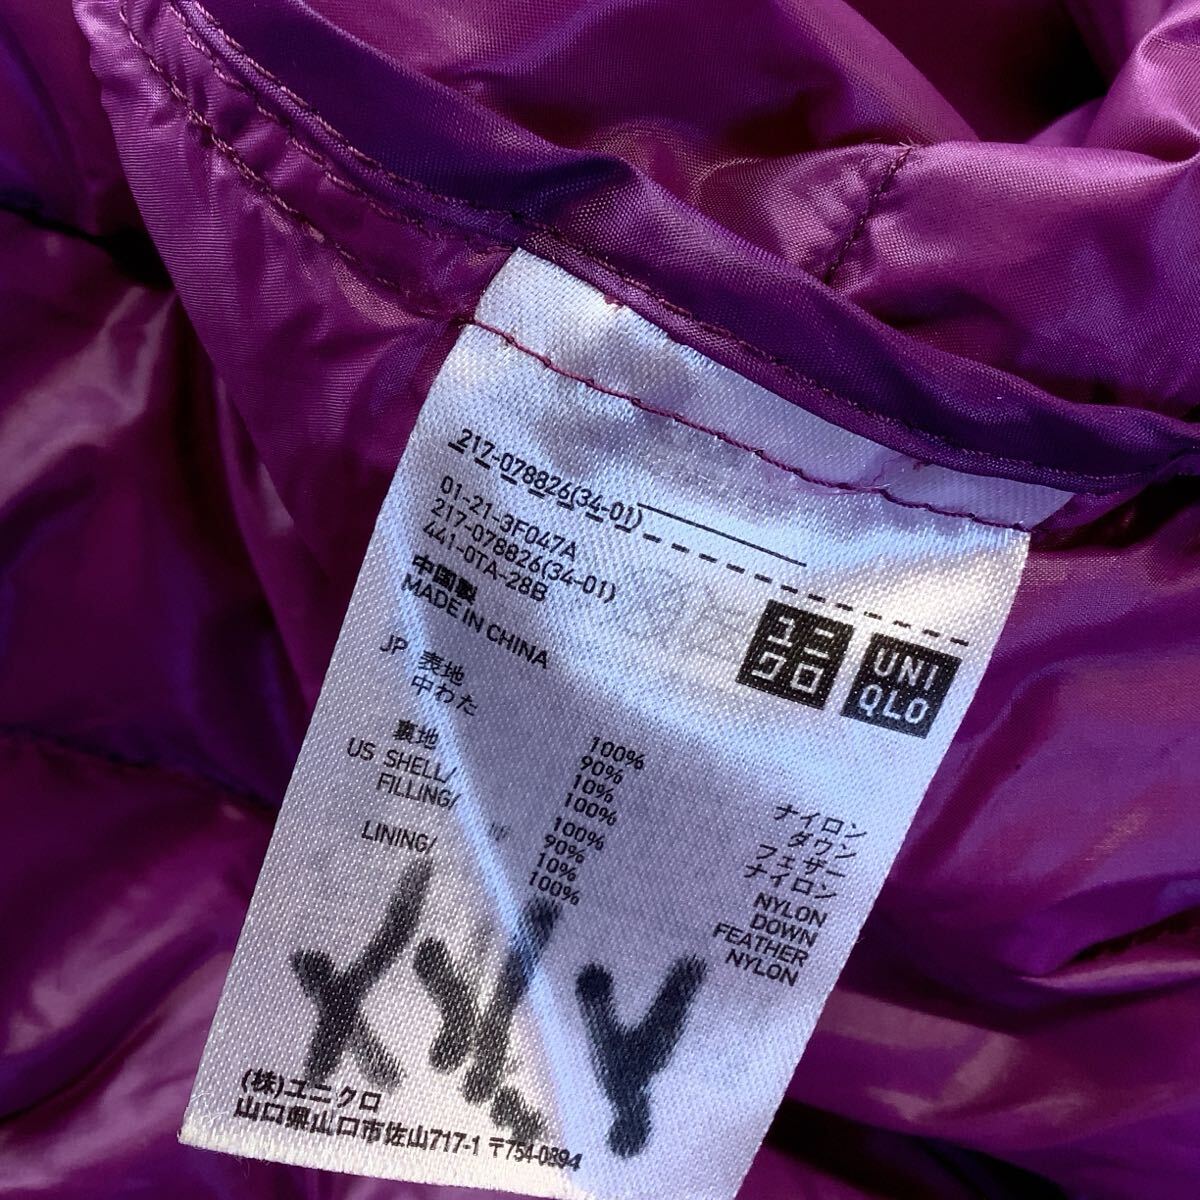 217-078826(34-01)
01-21-3F047A
217-078826(34-01)
441-0TA-28B
中国製
MADE IN CHINA
ユニクロ
UNIQLO
JP 表地 100% ナイロン
中わた 90% ダウン
10% フェザー
裏地 100% ナイロン
US SHELL/ 100% NYLON
FILLING/ 90% DOWN
10% FEATHER
LINING/ 100% NYLON
(株)ユニクロ
山口県山口市佐山717-1 〒754-0894